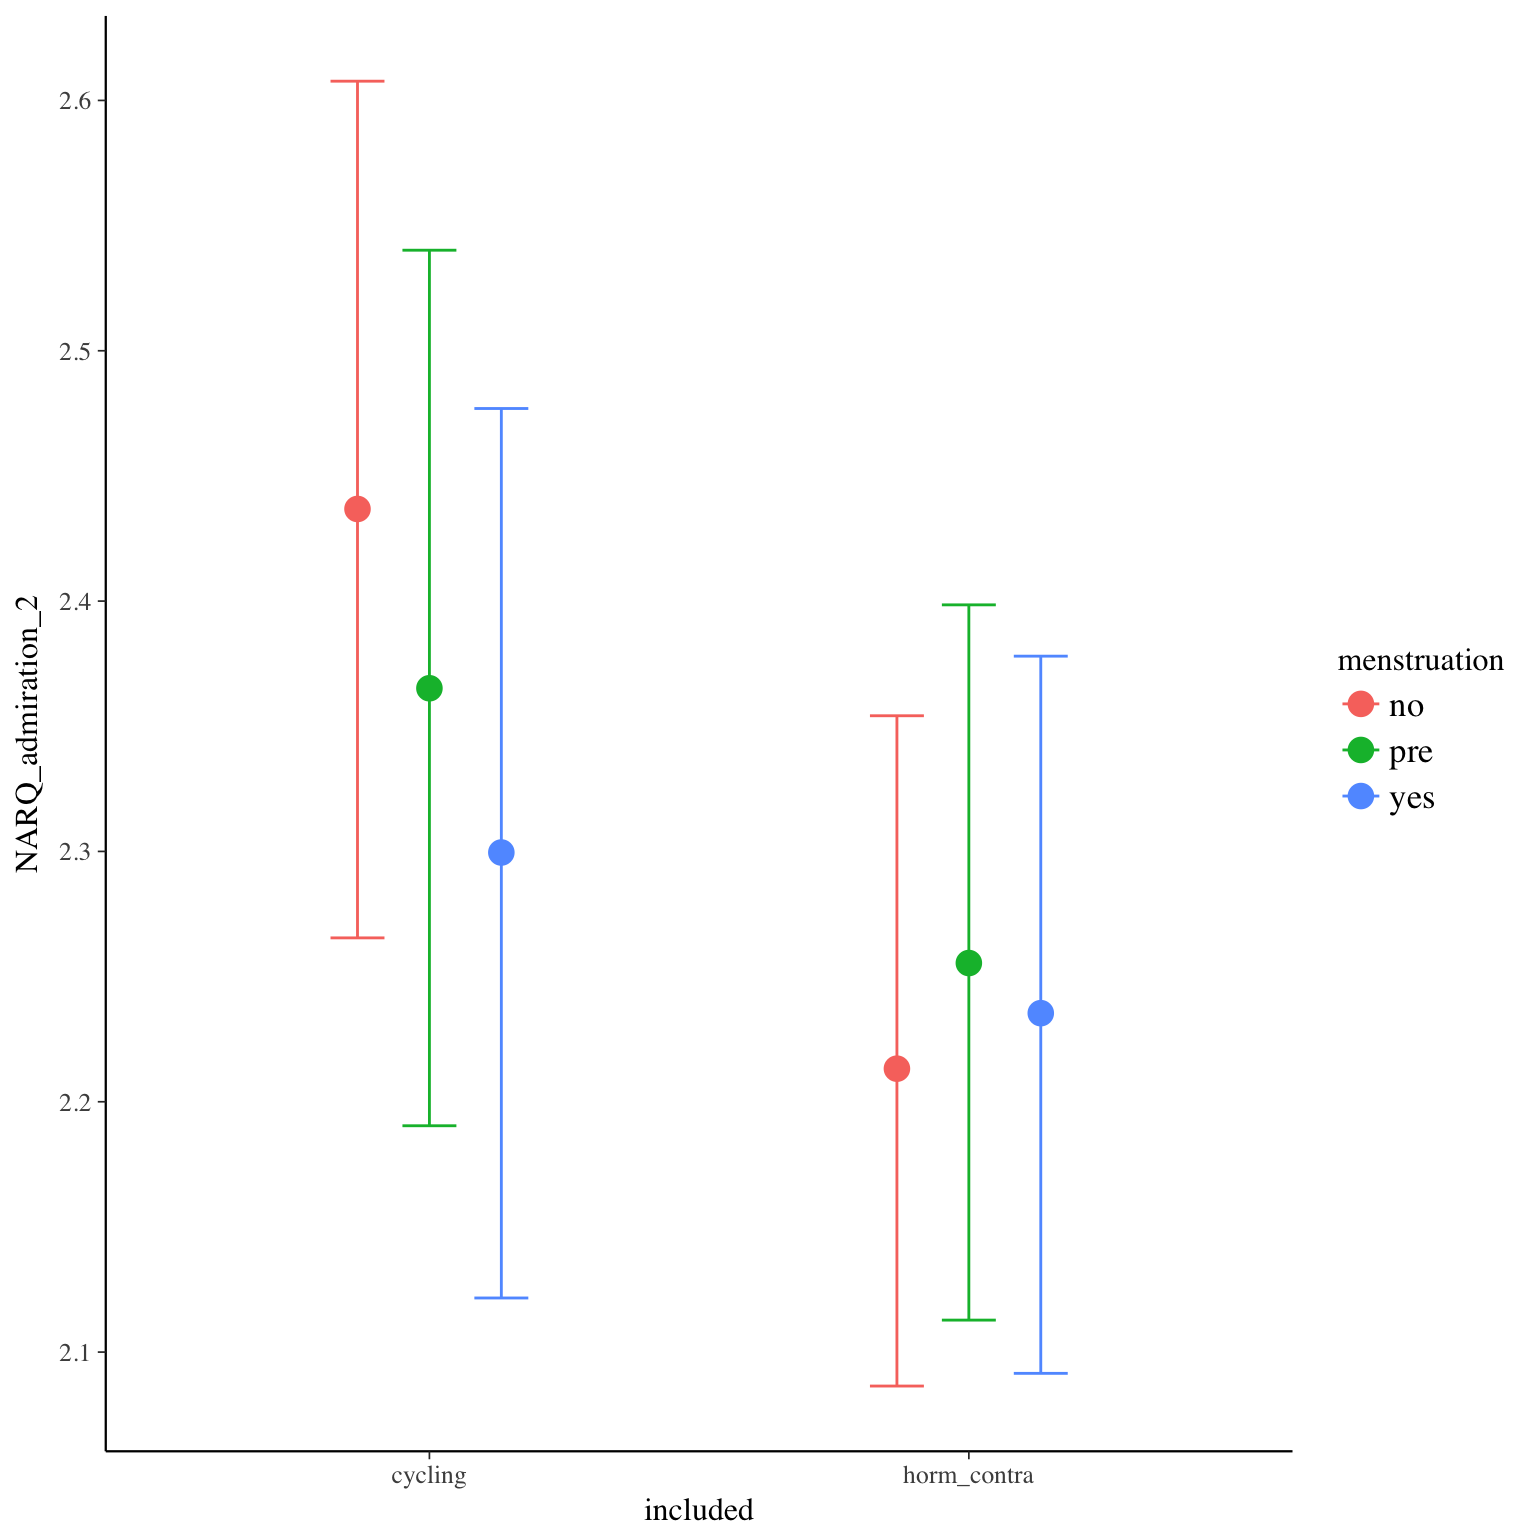 NARQ_admiration_2
2.6
2.5
2.4
2.3
2.2
2.1
cycling
horm_contra
included
menstruation
no
pre
yes